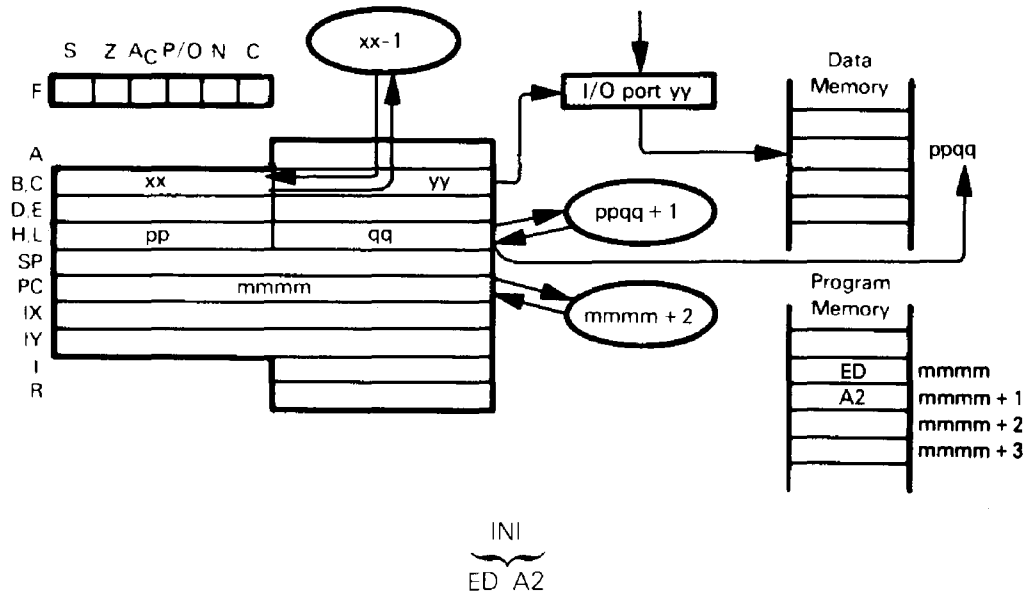 xx-1
S Z AC P/O N C
F
I/O port yy
Data
Memory
A
B,C xx yy
ppqq
D,E
ppqq + 1
H,L pp qq
SP
PC mmmm
Program
Memory
IX
mmmm + 2
IY
I
ED mmmm
R
A2 mmmm + 1
mmmm + 2
mmmm + 3
INI
ED A2